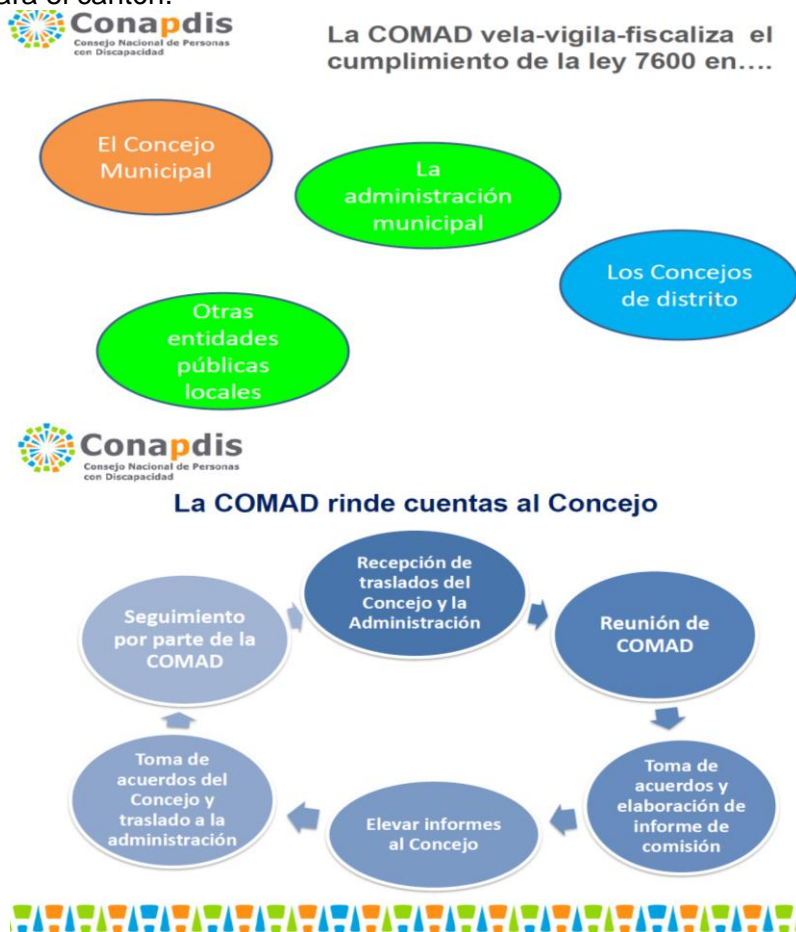 ara el cantón.
Conapdis
Consejo Nacional de Personas
con Discapacidad
La COMAD vela-vigila-fiscaliza el
cumplimiento de la ley 7600 en....
El Concejo
Municipal
La
administración
municipal
Los Concejos
de distrito
Otras
entidades
públicas
locales
Conapdis
Consejo Nacional de Personas
con Discapacidad
La COMAD rinde cuentas al Concejo
Recepción de
traslados del
Concejo y la
Administración
Reunión de
COMAD
Toma de
acuerdos y
elaboración de
informe de
comisión
Elevar informes
al Concejo
Toma de
acuerdos del
Concejo y
traslado a la
administración
Seguimiento
por parte de la
COMAD